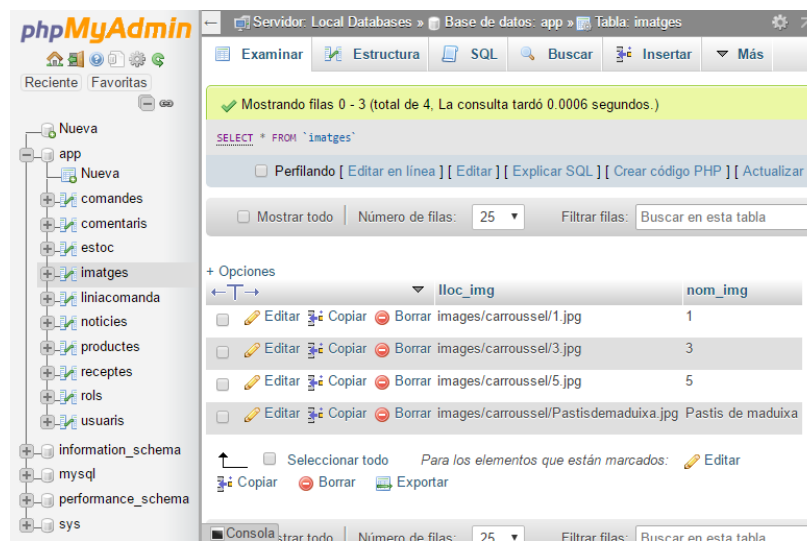 phpMyAdmin
Reciente Favoritas
Nueva
app
Nueva
comandes
comentaris
estoc
imatges
liniacomanda
noticies
productes
receptes
rols
usuaris
information_schema
mysql
performance_schema
sys
Servidor: Local Databases » Base de datos: app » Tabla: imatges
Examinar Estructura SQL Buscar Insertar Más
Mostrando filas 0 - 3 (total de 4, La consulta tardó 0.0006 segundos.)
SELECT * FROM `imatges`
Perfilando [ Editar en línea ] [ Editar ] [ Explicar SQL ] [ Crear código PHP ] [ Actualizar
Mostrar todo Número de filas: 25 Filtrar filas: Buscar en esta tabla
+ Opciones
lloc_img nom_img
Editar Copiar Borrar images/carroussel/1.jpg 1
Editar Copiar Borrar images/carroussel/3.jpg 3
Editar Copiar Borrar images/carroussel/5.jpg 5
Editar Copiar Borrar images/carroussel/Pastisdemaduixa.jpg Pastis de maduixa
Seleccionar todo Para los elementos que están marcados: Editar
Copiar Borrar Exportar
Consola strar todo Número de filas: 25 Filtrar filas: Buscar en esta tabla